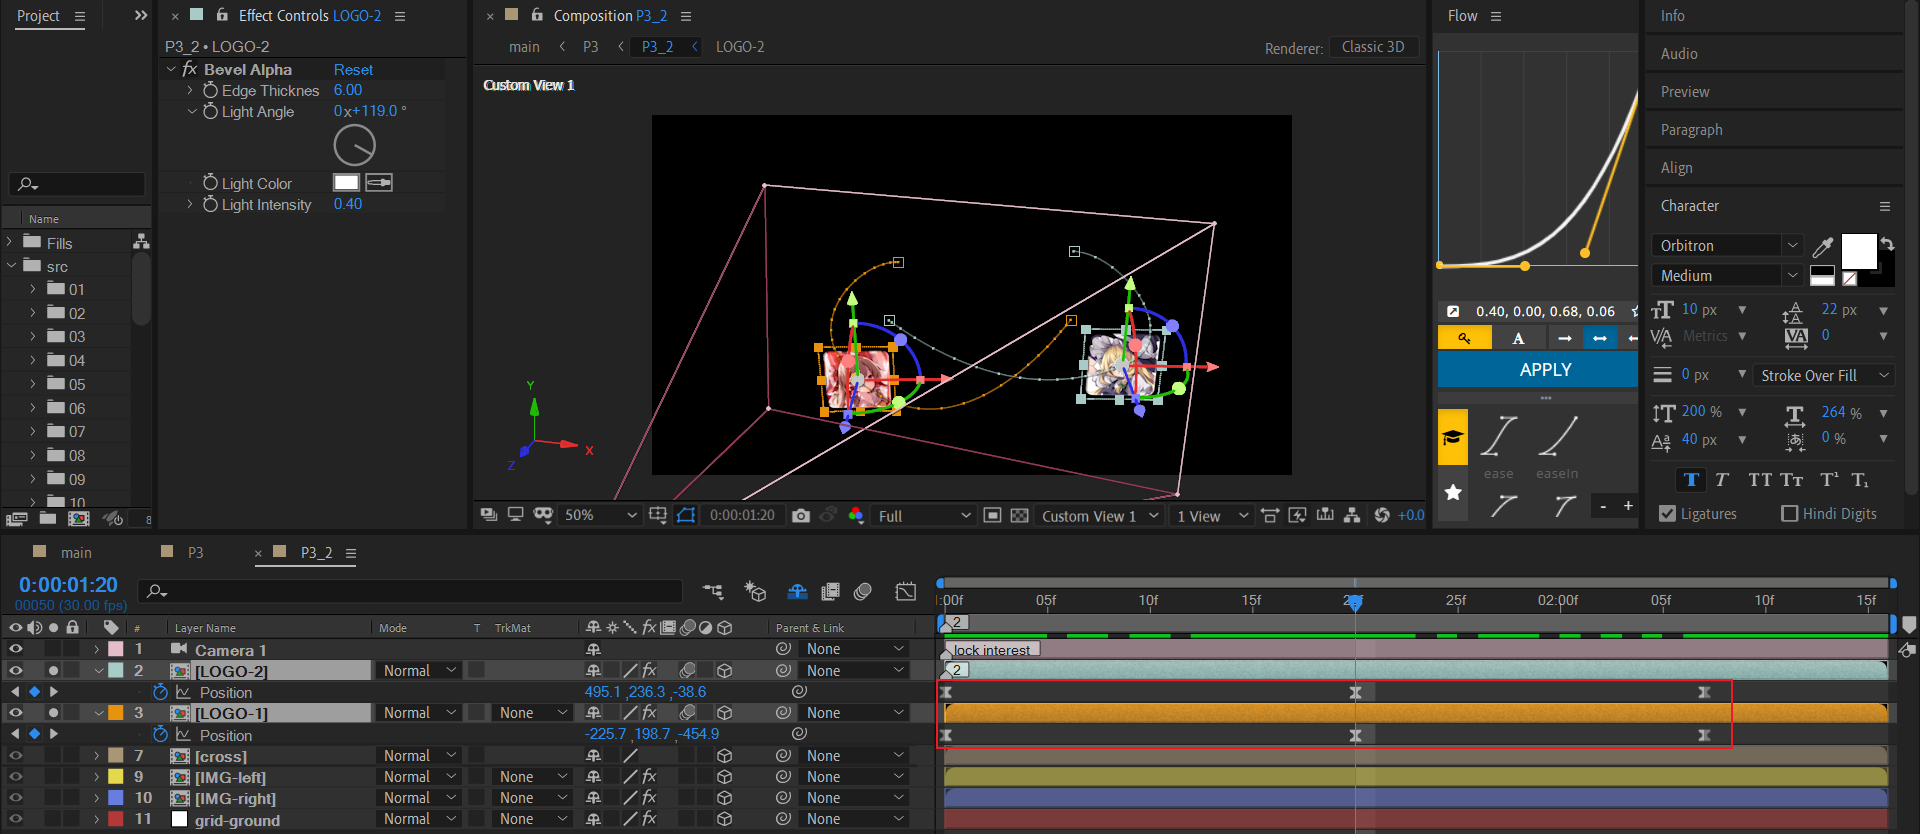 Project
Effect Controls LOGO-2
Composition P3_2
Flow
Info
P3_2 • LOGO-2
main
P3
P3_2
LOGO-2
Renderer:
Classic 3D
Audio
fx Bevel Alpha
Reset
Edge Thicknes
6.00
Light Angle
0x+119.0 °
Light Color
Light Intensity
0.40
Custom View 1
Preview
Paragraph
Align
Character
Orbitron
Medium
10 px
22 px
Metrics
0
0 px
Stroke Over Fill
200 %
264 %
40 px
0 %
Ligatures
Hindi Digits
Name
Fills
src
01
02
03
04
05
06
07
08
09
10
8
Y
X
Z
0.40, 0.00, 0.68, 0.06
A
APPLY
ease
easeIn
- +
50%
0:00:01:20
Full
Custom View 1
1 View
+0.0
main
P3
P3_2
0:00:01:20
00050 (30.00 fps)
:00f
05f
10f
15f
25f
02:00f
05f
10f
15f
2
# Layer Name
Mode
T TrkMat
fx
Parent & Link
1 Camera 1
None
lock interest
2 [LOGO-2]
Normal
fx
None
2
Position
495.1 ,236.3 ,-38.6
3 [LOGO-1]
Normal
None
fx
None
Position
-225.7 ,198.7 ,-454.9
7 [cross]
Normal
None
9 [IMG-left]
Normal
None
fx
None
10 [IMG-right]
Normal
None
fx
None
11 grid-ground
Normal
None
fx
None